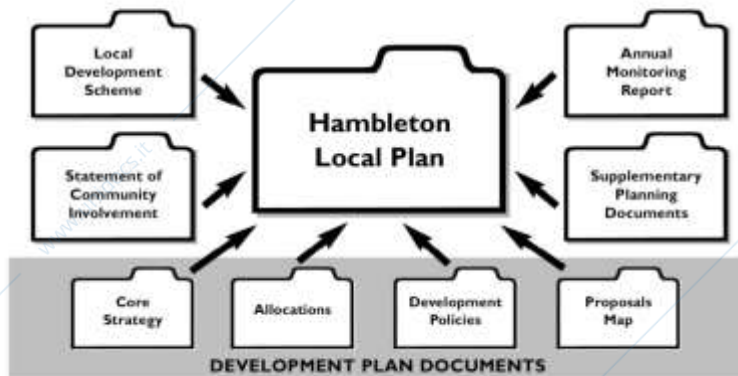 Local
Development
Scheme
Hambleton
Local Plan
Annual
Monitoring
Report
Statement of
Community
Involvement
Supplementary
Planning
Documents
Core
Strategy
Allocations
Development
Policies
Proposals
Map
DEVELOPMENT PLAN DOCUMENTS